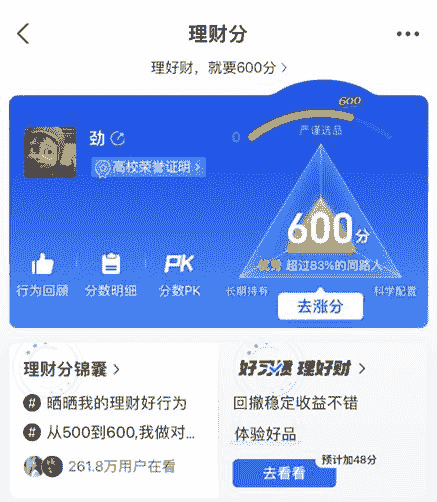 理财分
理好财，就要600分
600
0
严谨选品
劲
高校荣誉证明
600分
优秀 超过83%的同路人
长期持有
科学配置
行为回顾
分数明细
PK
分数PK
去涨分
理财分锦囊
# 晒晒我的理财好行为
# 从500到600,我做对...
261.8万用户在看
好习惯 理好财
回撤稳定收益不错
体验好品
预计加48分
去看看